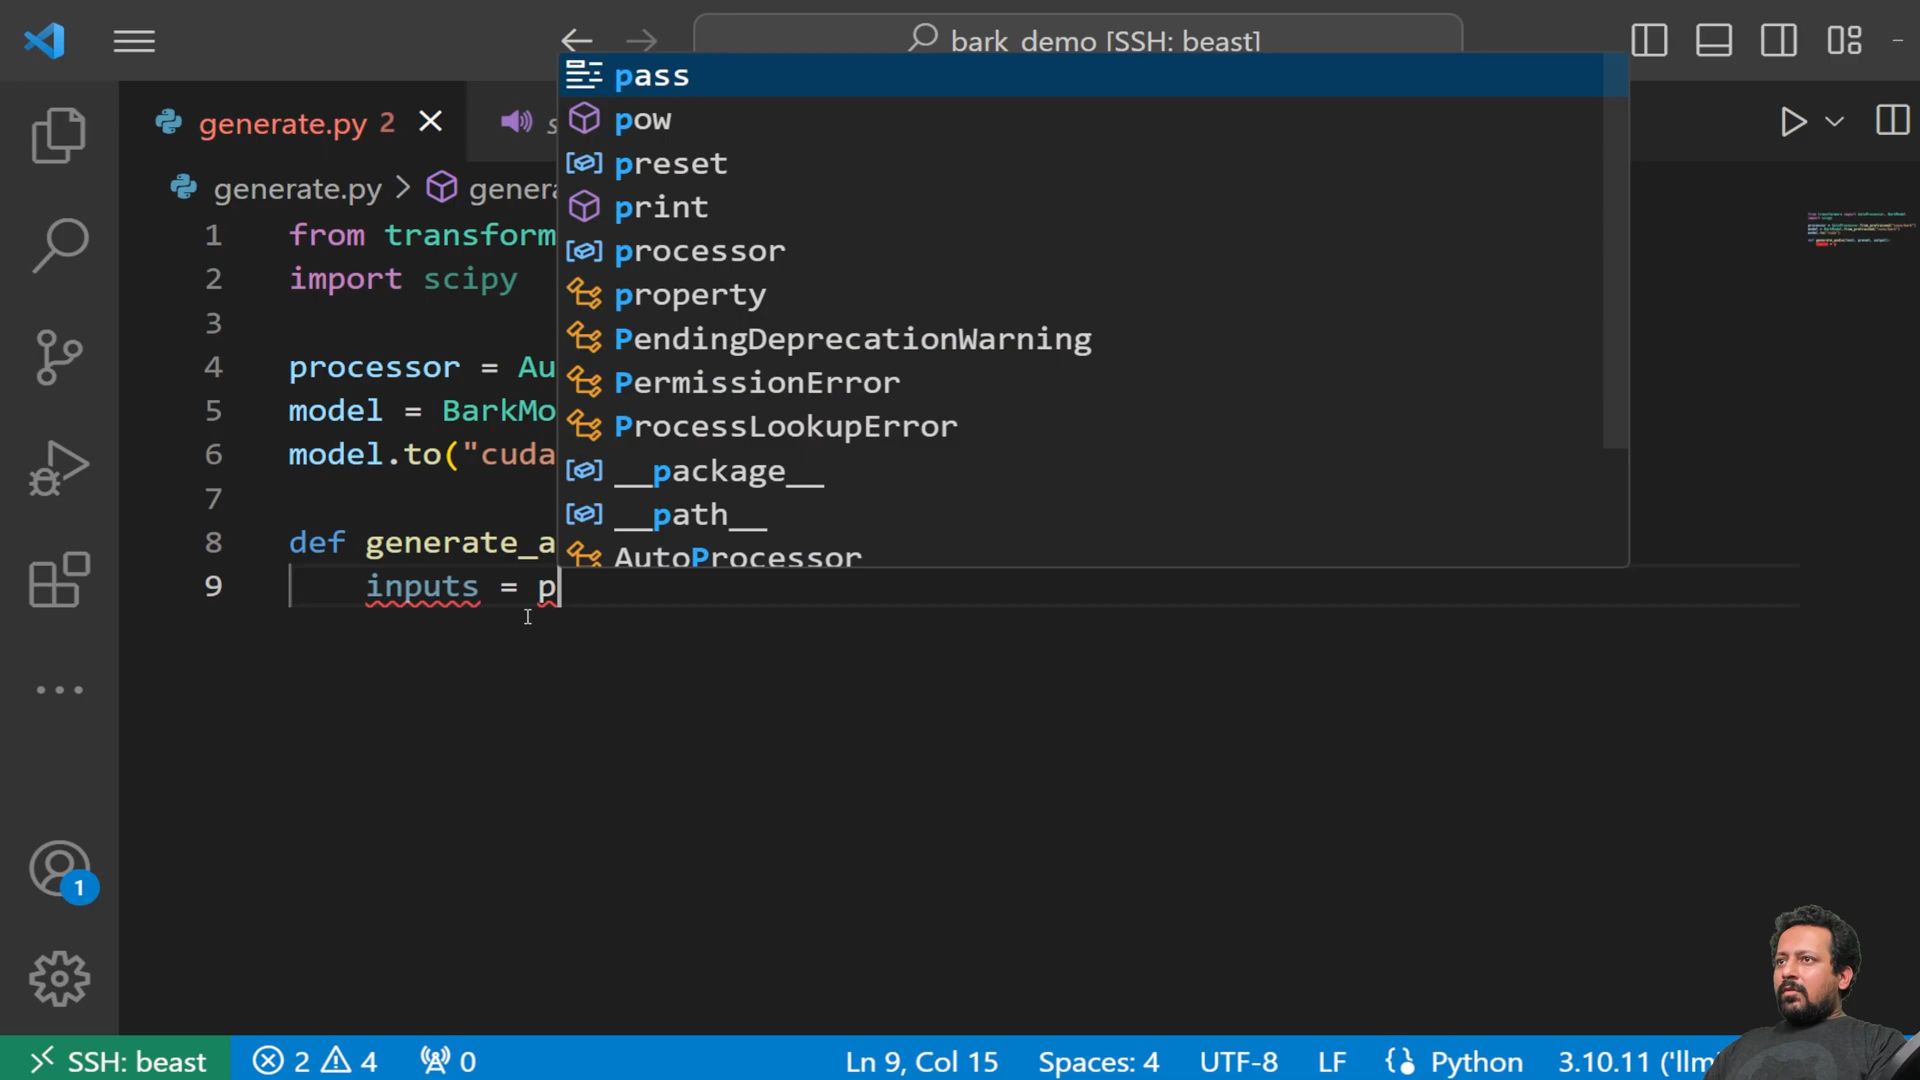 bark_demo [SSH: beast]
generate.py 2
generate.py > genera
1 from transform
2 import scipy
3
4 processor = Au
5 model = BarkMo
6 model.to("cuda
7
8 def generate_a
9 inputs = p
pass
pow
preset
print
processor
property
PendingDeprecationWarning
PermissionError
ProcessLookupError
__package__
__path__
AutoProcessor
1
SSH: beast 2 4 0 Ln 9, Col 15 Spaces: 4 UTF-8 LF Python 3.10.11 ('llm